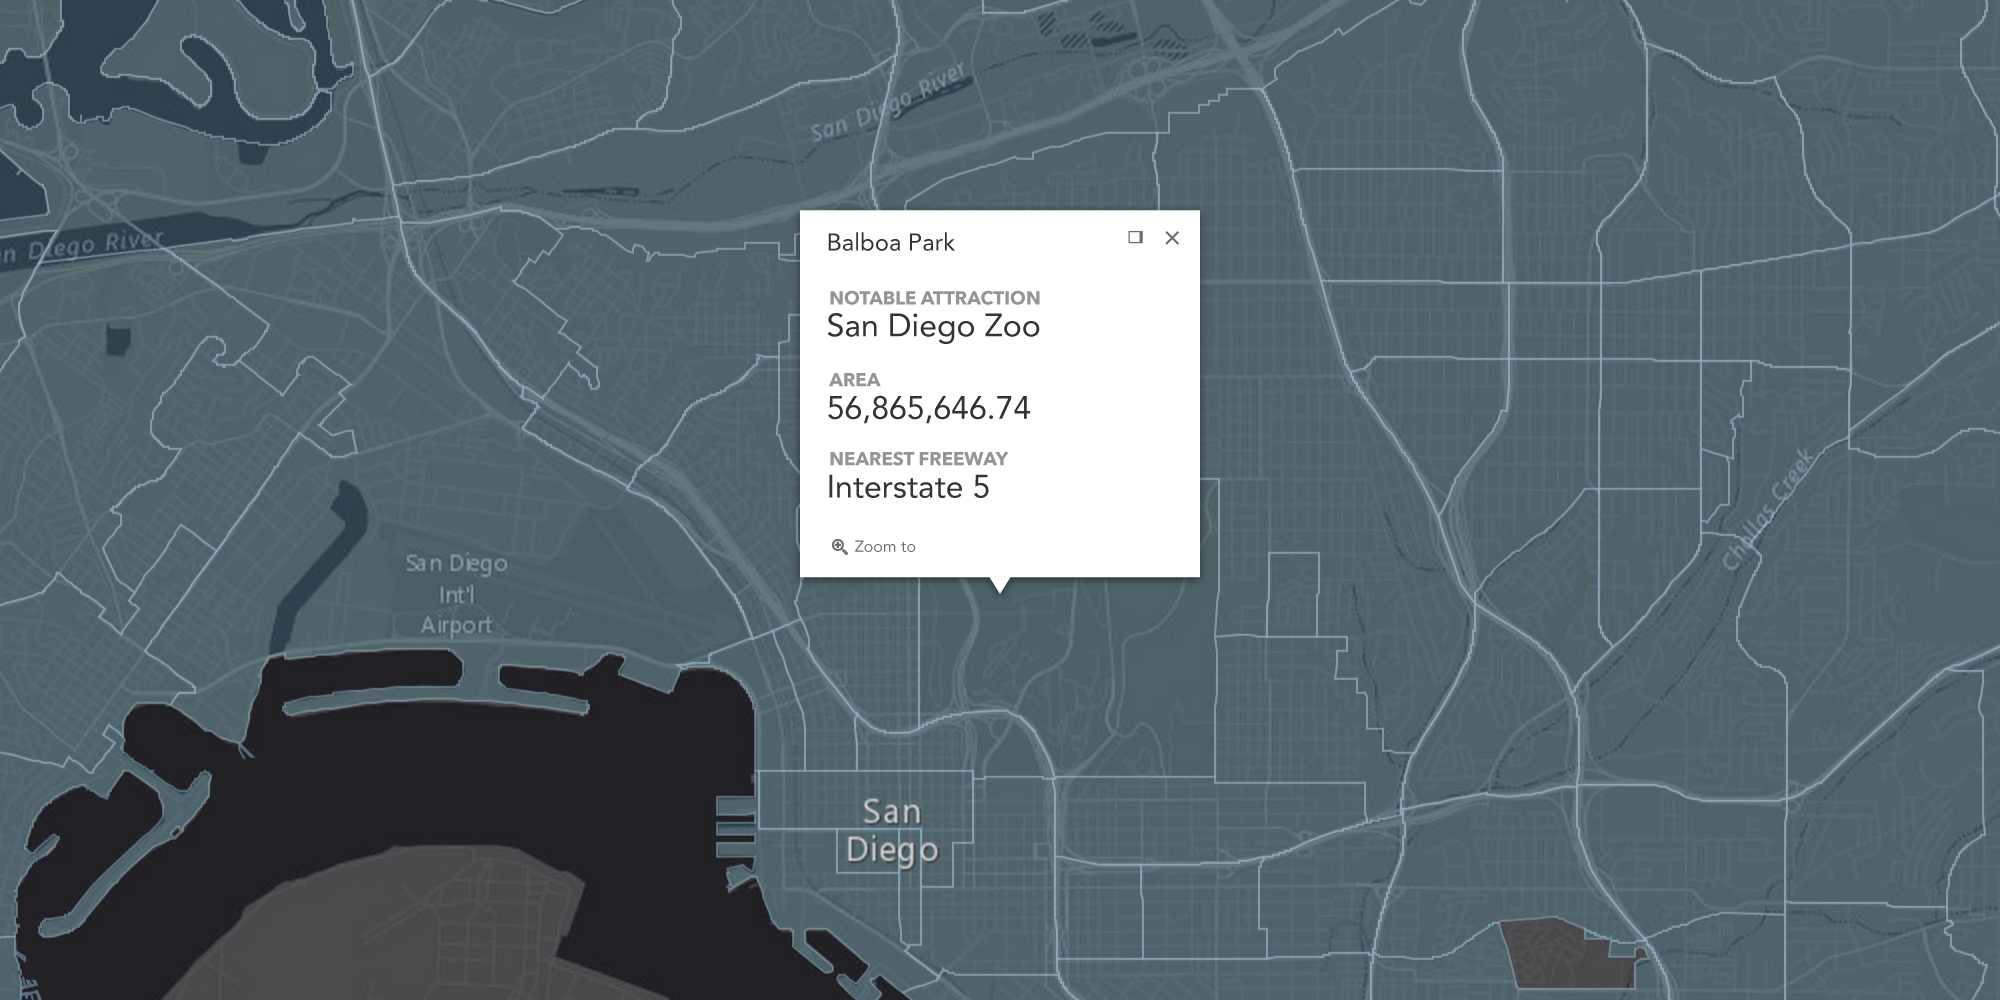 San Diego River
n Diego River
Balboa Park
NOTABLE ATTRACTION
San Diego Zoo
AREA
56,865,646.74
NEAREST FREEWAY
Interstate 5
Zoom to
Chollas Creek
San Diego
Int'l
Airport
San
Diego